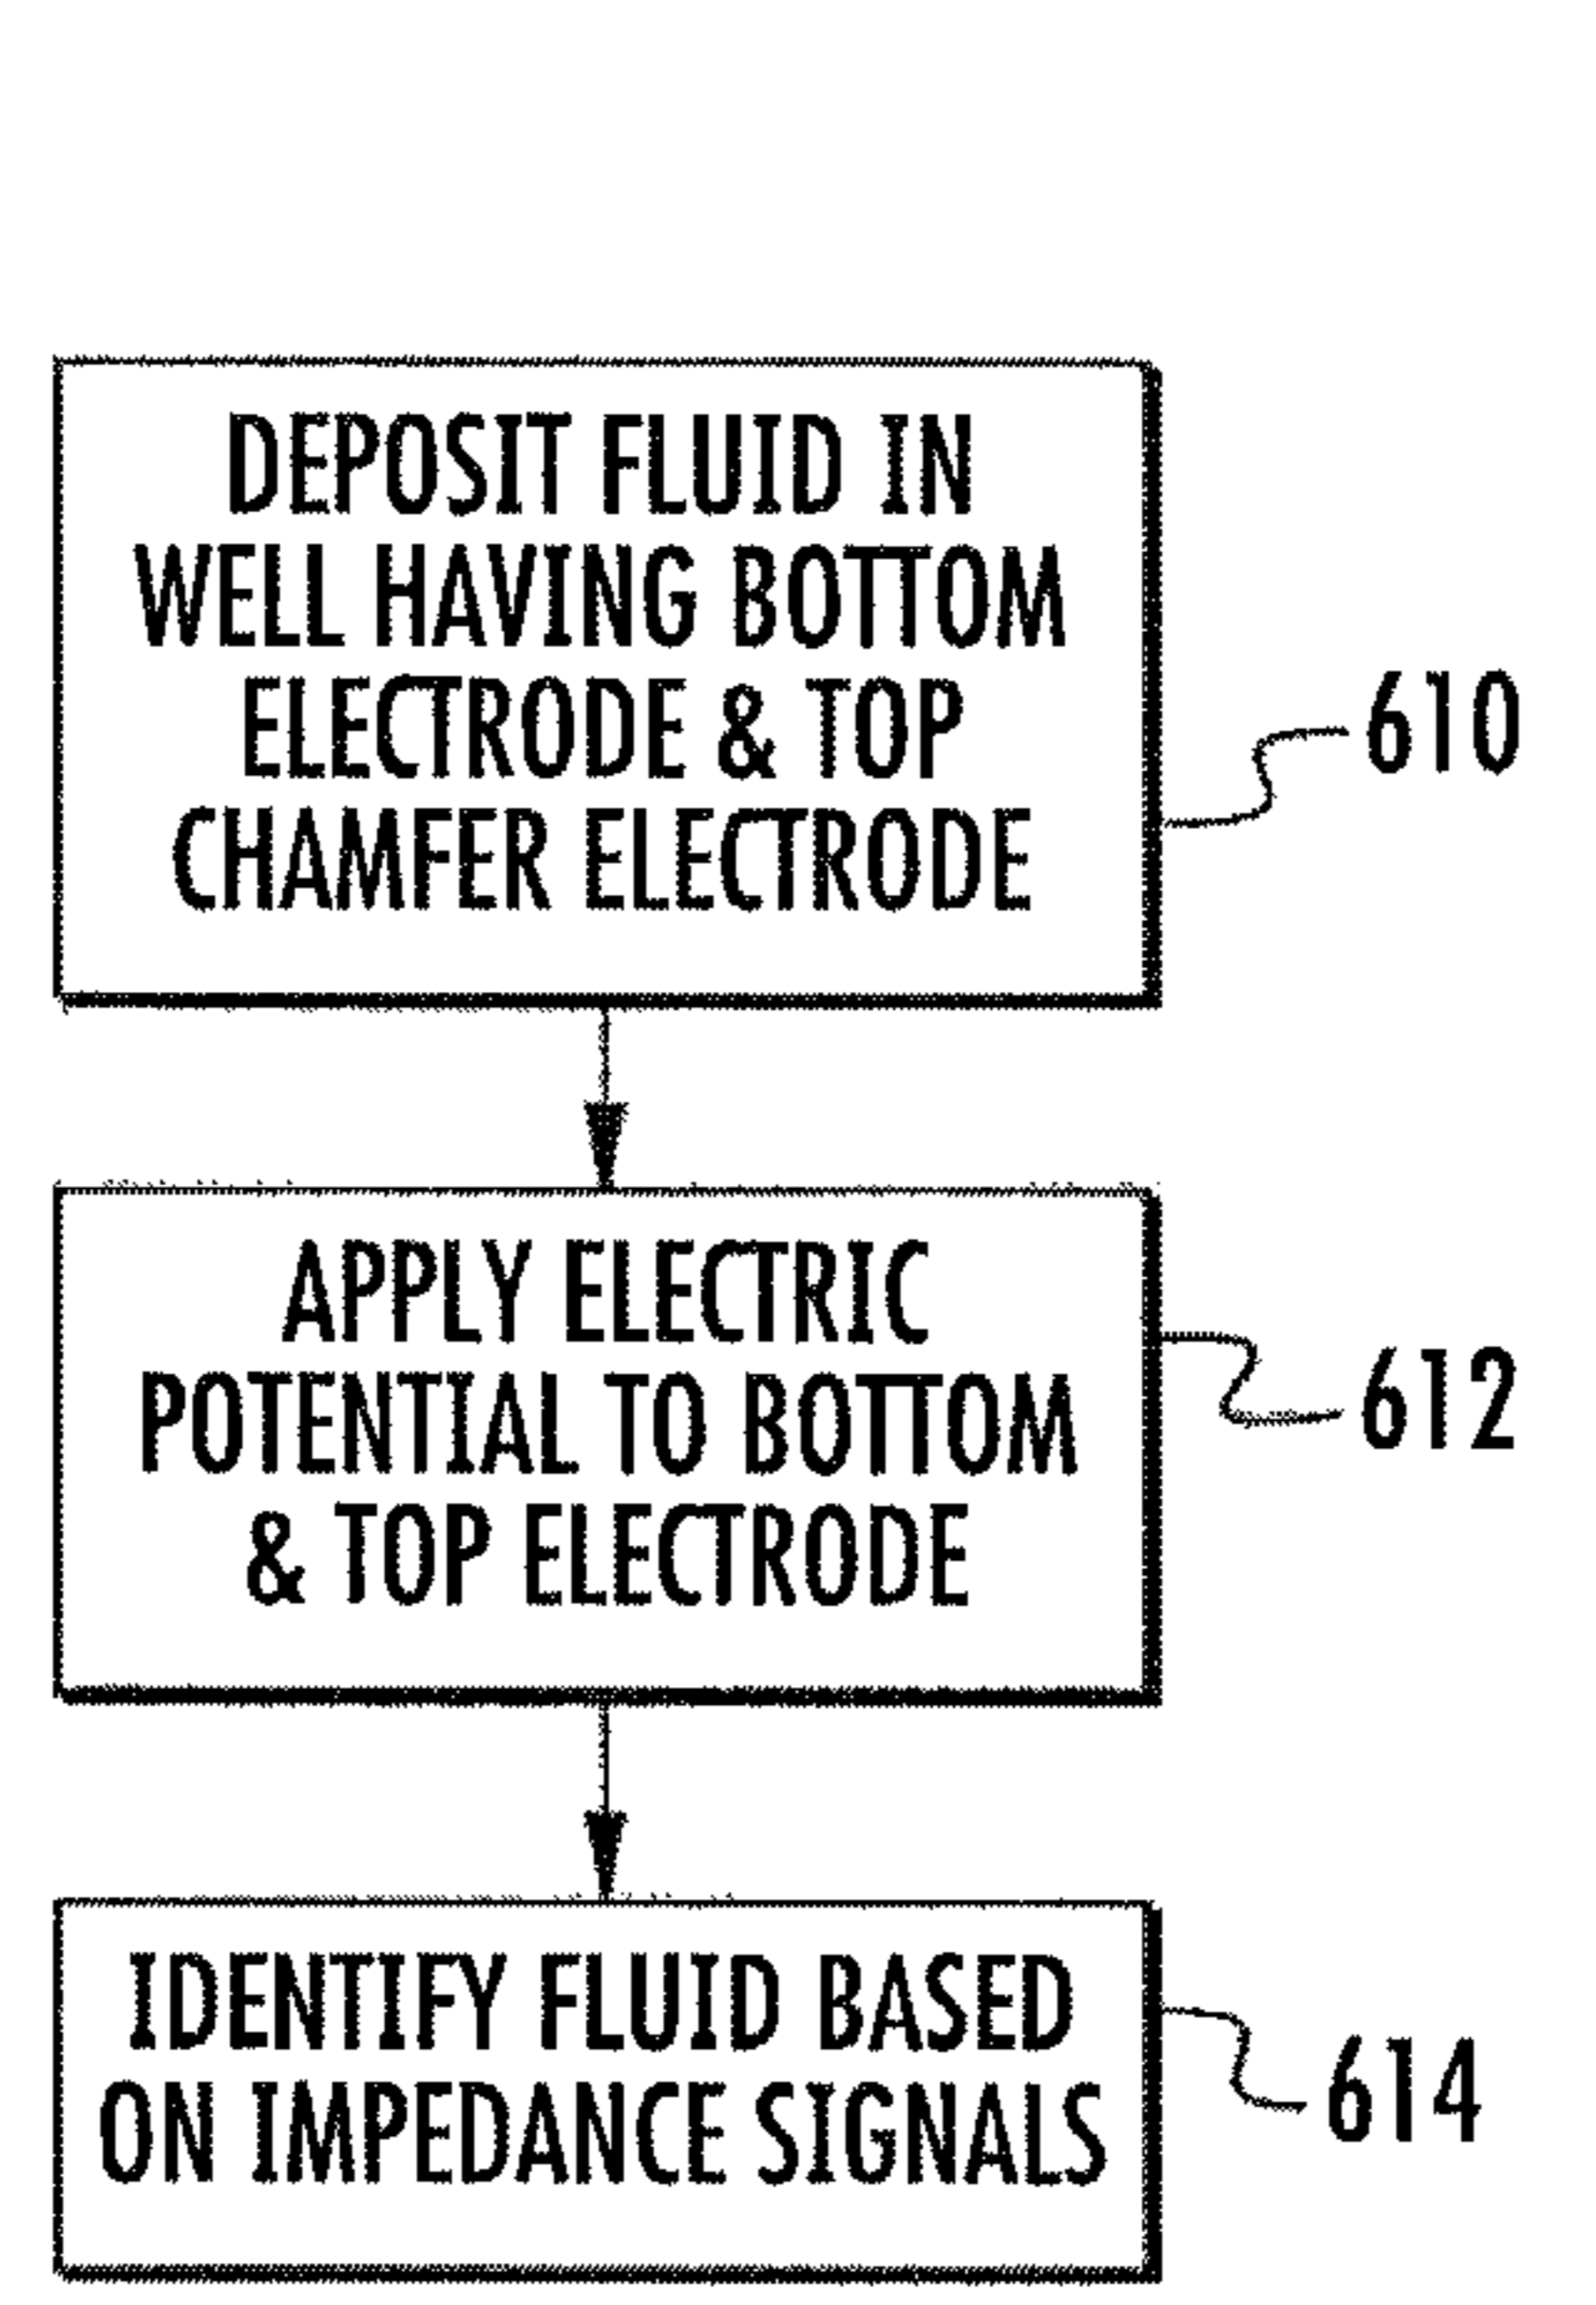 DEPOSIT FLUID IN
WELL HAVING BOTTOM
ELECTRODE & TOP
CHAMFER ELECTRODE
610
APPLY ELECTRIC
POTENTIAL TO BOTTOM
& TOP ELECTRODE
612
IDENTIFY FLUID BASED
ON IMPEDANCE SIGNALS
614